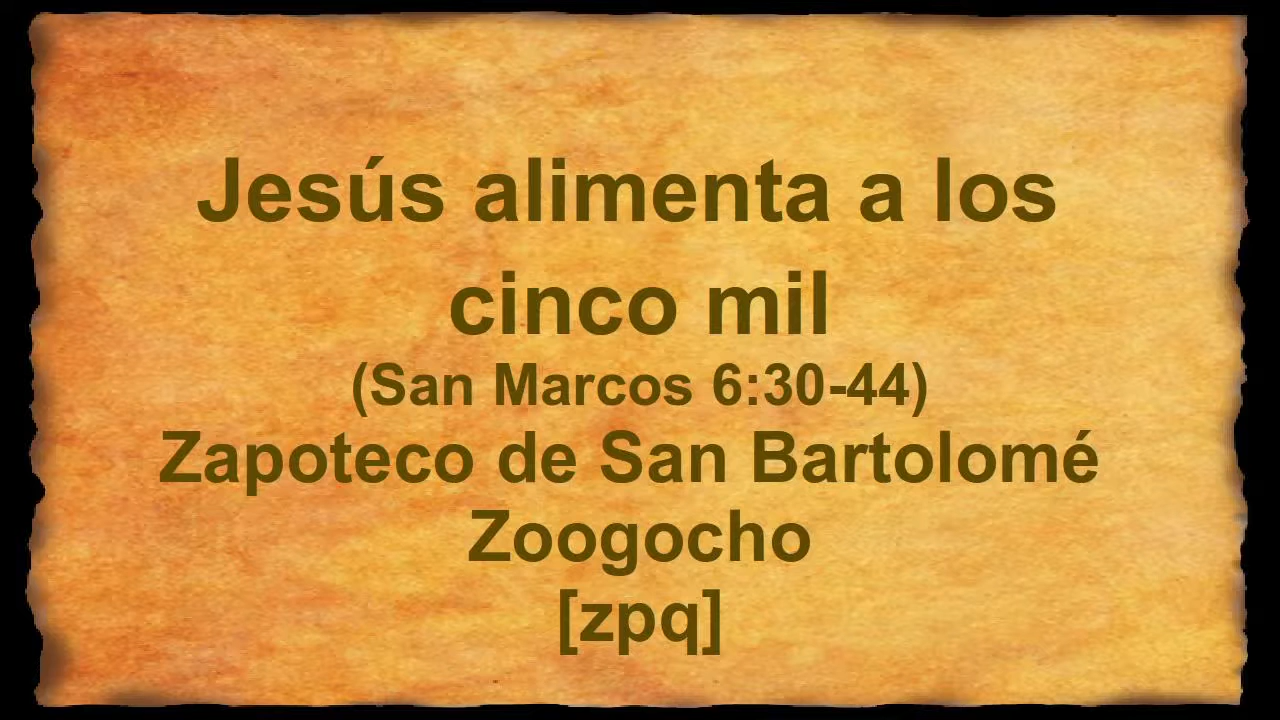 Jesús alimenta a los
cinco mil
(San Marcos 6:30-44)
Zapoteco de San Bartolomé
Zoogocho
[zpq]